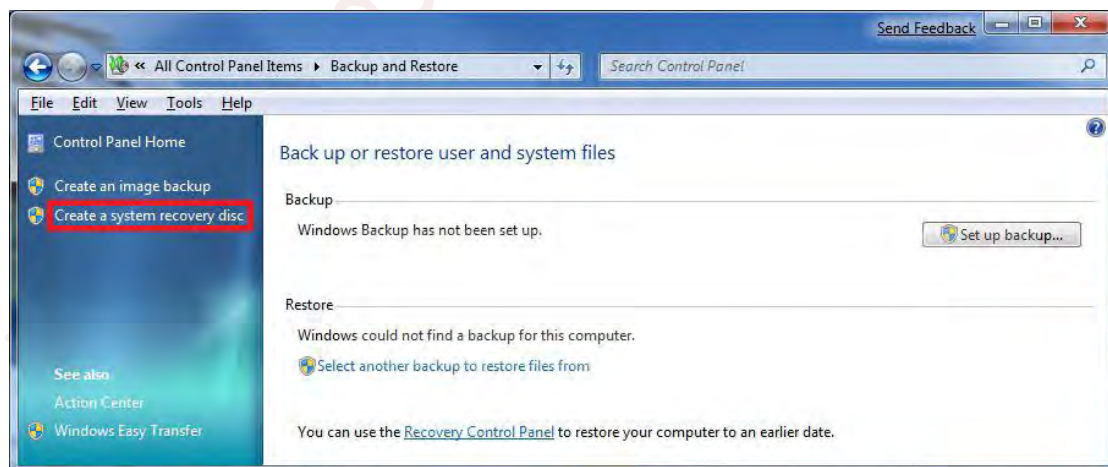 Send Feedback
« All Control Panel Items Backup and Restore
Search Control Panel
File Edit View Tools Help
Control Panel Home
Create an image backup
Create a system recovery disc
See also
Action Center
Windows Easy Transfer
Back up or restore user and system files
Backup
Windows Backup has not been set up.
Set up backup...
Restore
Windows could not find a backup for this computer.
Select another backup to restore files from
You can use the Recovery Control Panel to restore your computer to an earlier date.